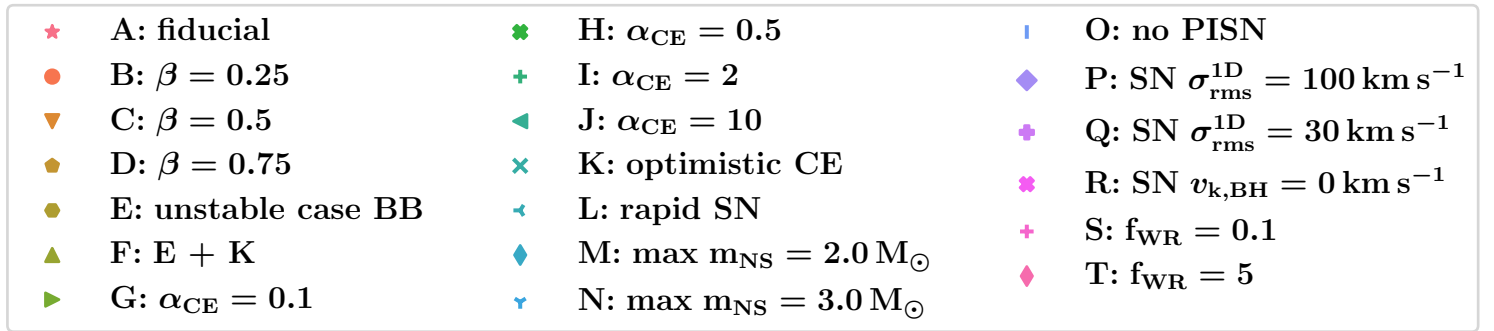 A: fiducial
B: β = 0.25
C: β = 0.5
D: β = 0.75
E: unstable case BB
F: E + K
G: α_CE = 0.1
H: α_CE = 0.5
I: α_CE = 2
J: α_CE = 10
K: optimistic CE
L: rapid SN
M: max m_NS = 2.0 M_⊙
N: max m_NS = 3.0 M_⊙
O: no PISN
P: SN σ_rms^1D = 100 km s^−1
Q: SN σ_rms^1D = 30 km s^−1
R: SN v_k,BH = 0 km s^−1
S: f_WR = 0.1
T: f_WR = 5